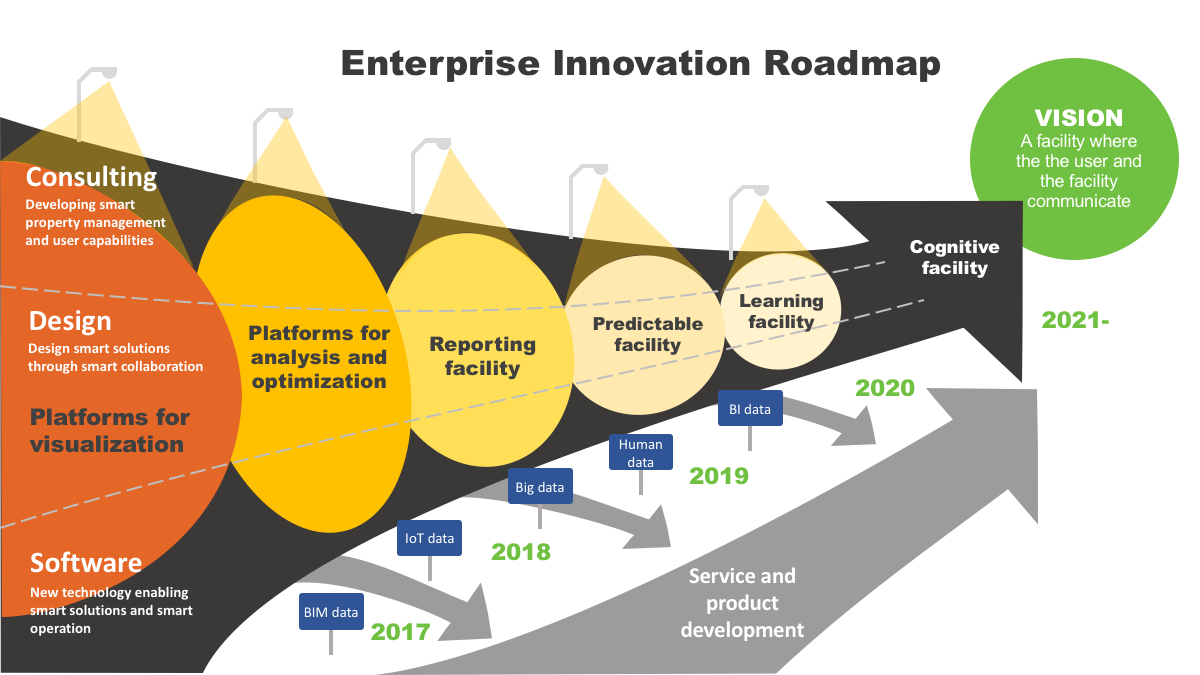 Enterprise Innovation Roadmap
VISION
A facility where
the the user and
the facility
communicate
Consulting
Developing smart
property management
and user capabilities
Design
Design smart solutions
through smart collaboration
Platforms for
visualization
Software
New technology enabling
smart solutions and smart
operation
Platforms for
analysis and
optimization
Reporting
facility
Predictable
facility
Learning
facility
Cognitive
facility
2021-
2020
BI data
Human
data
2019
Big data
2018
IoT data
BIM data
2017
Service and
product
development